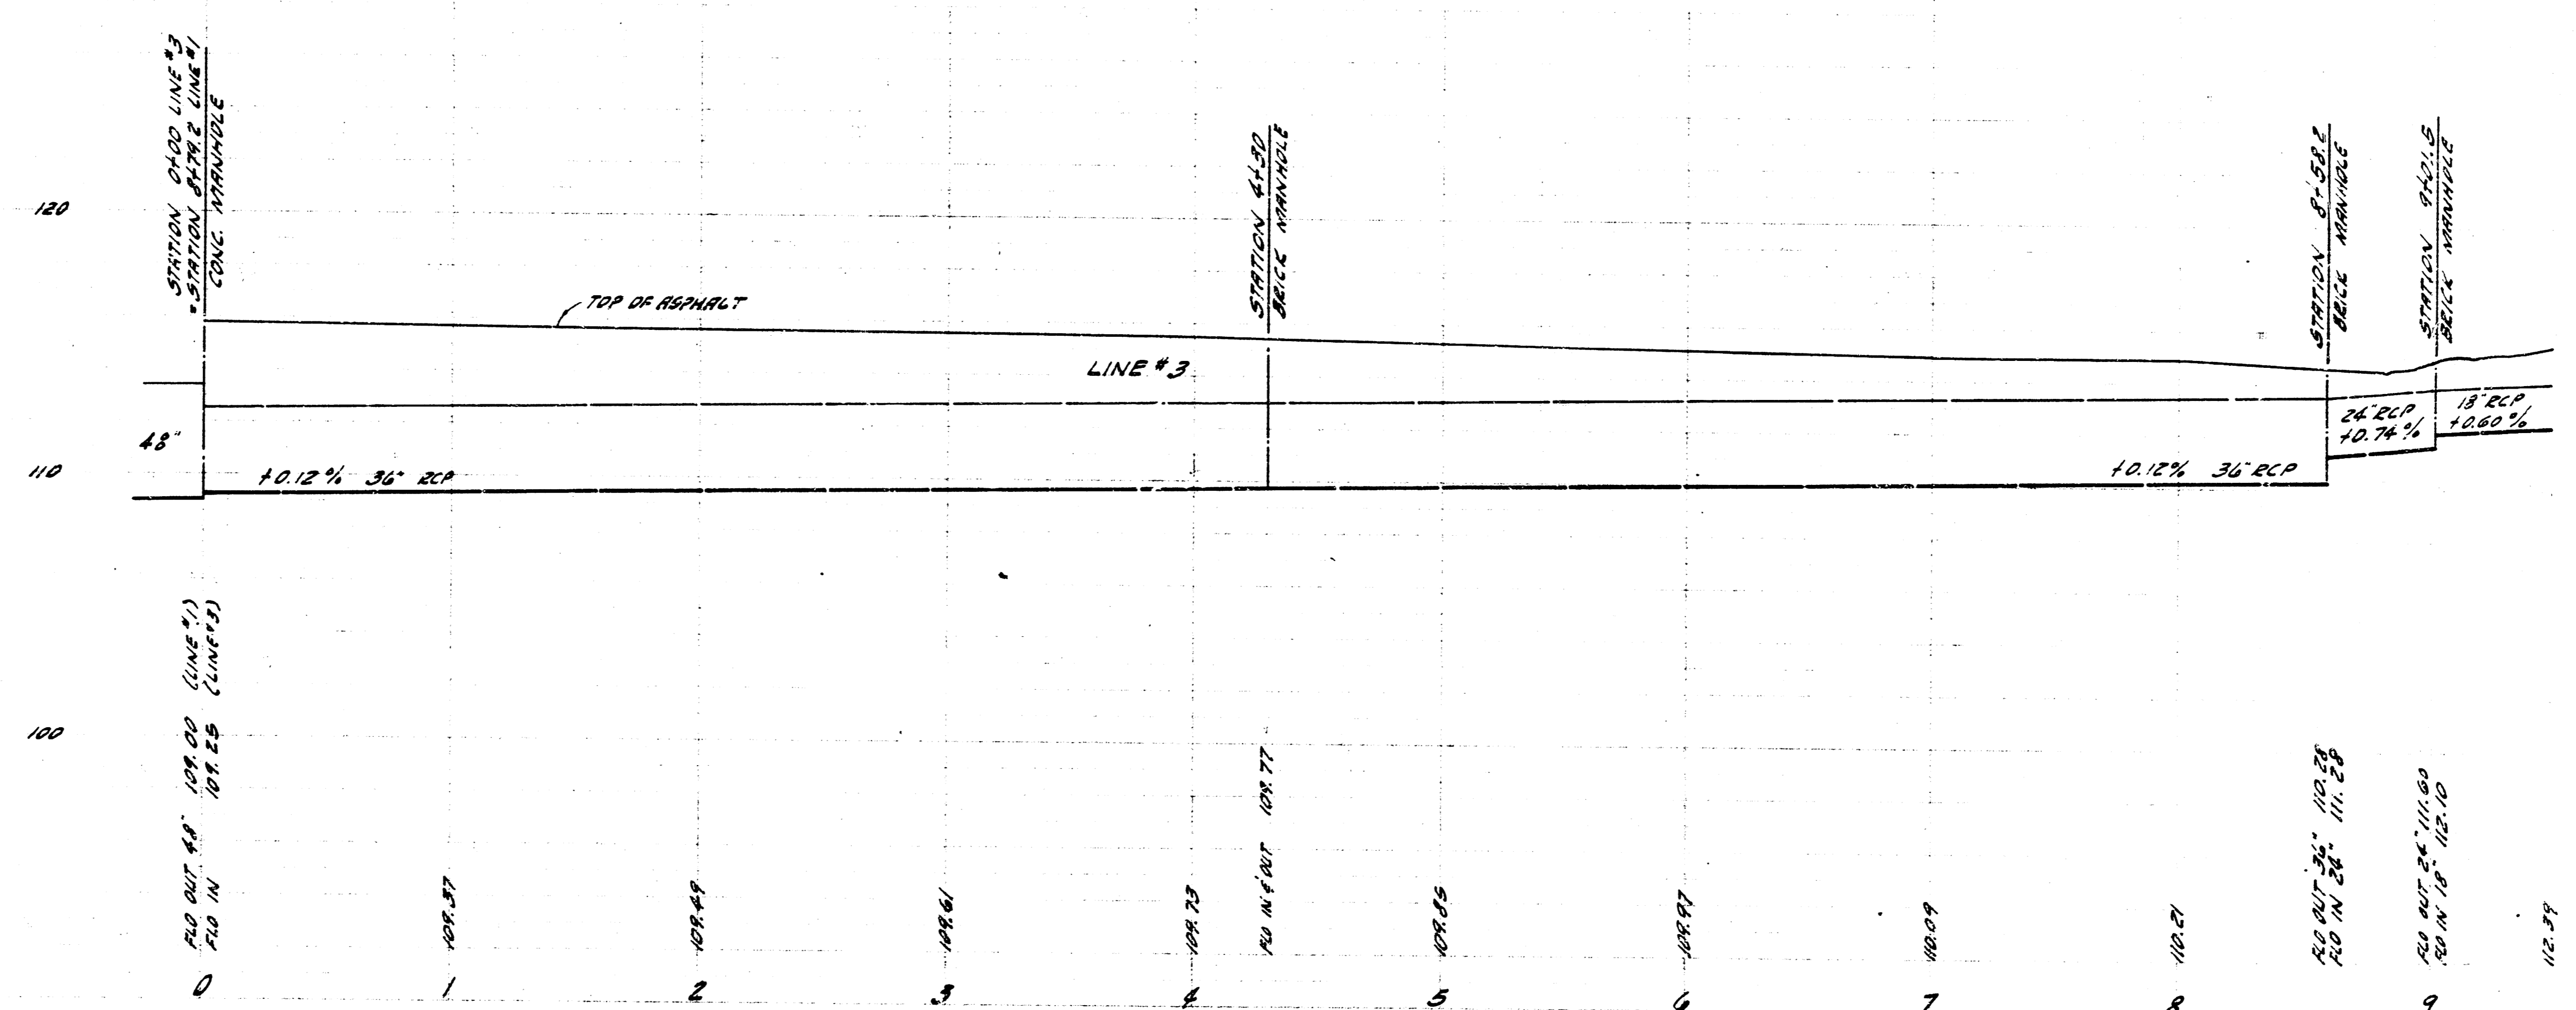 STATION 0+00 LINE #3
= STATION 8+79.2 LINE #1
CONC. MANHOLE
STATION 4+30
BRICK MANHOLE
STATION 8+58.2
BRICK MANHOLE
STATION 9+01.5
BRICK MANHOLE
120
TOP OF ASPHALT
LINE #3
48"
24" RCP
+0.74%
18" RCP
+0.60%
110
+0.12% 36" RCP
+0.12% 36" RCP
100
FLO OUT 48" 109.00 (LINE #1)
FLO IN 109.25 (LINE #3)
109.37
109.49
109.61
109.73
FLO IN & OUT 109.77
109.85
109.97
110.09
110.21
FLO OUT 36" 110.28
FLO IN 24" 111.28
FLO OUT 24" 111.60
FLO IN 18" 112.10
112.39
0 1 2 3 4 5 6 7 8 9